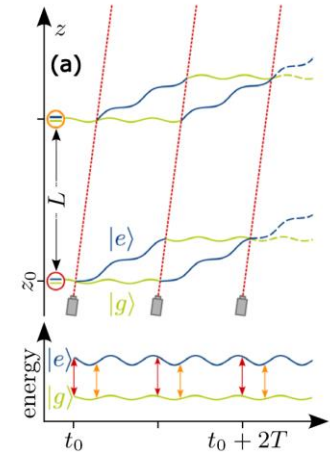 z
(a)
L
|e⟩
z₀
|g⟩
energy
|e⟩
|g⟩
t₀
t₀ + 2T